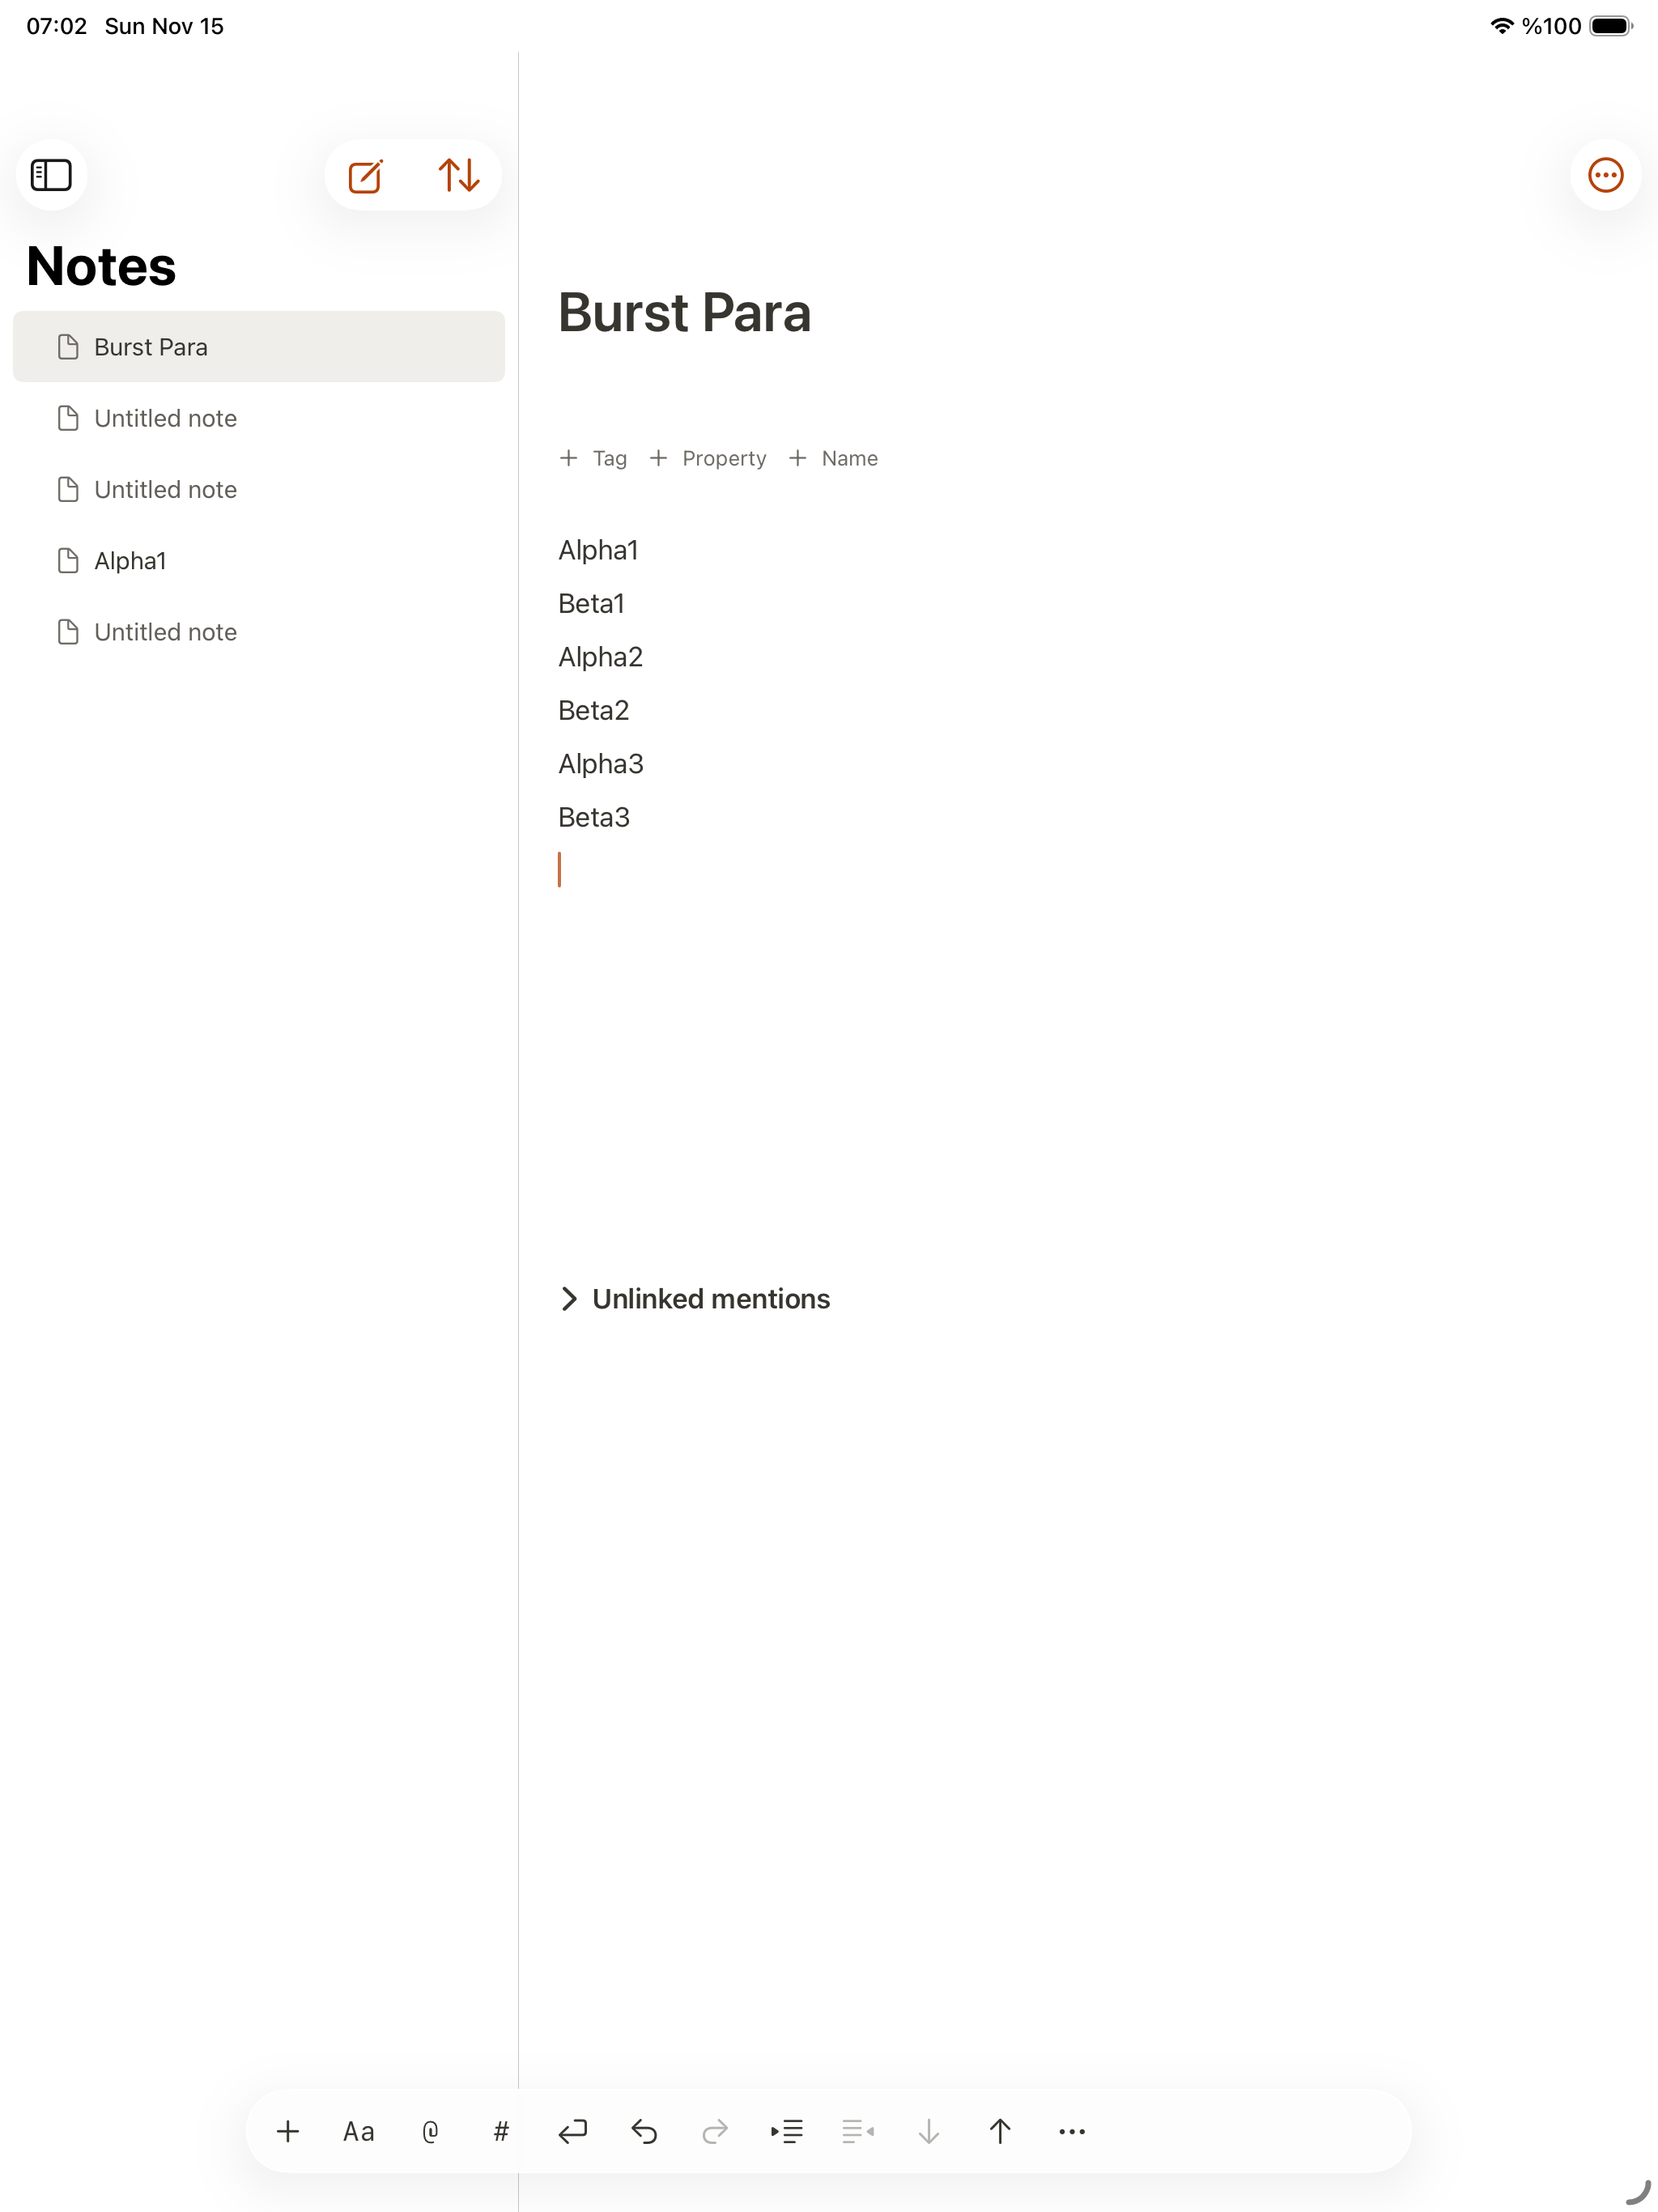 07:02 Sun Nov 15
%100
Notes
Burst Para
Untitled note
Untitled note
Alpha1
Untitled note
Burst Para
Tag Property Name
Alpha1
Beta1
Alpha2
Beta2
Alpha3
Beta3
Unlinked mentions
Aa @ #